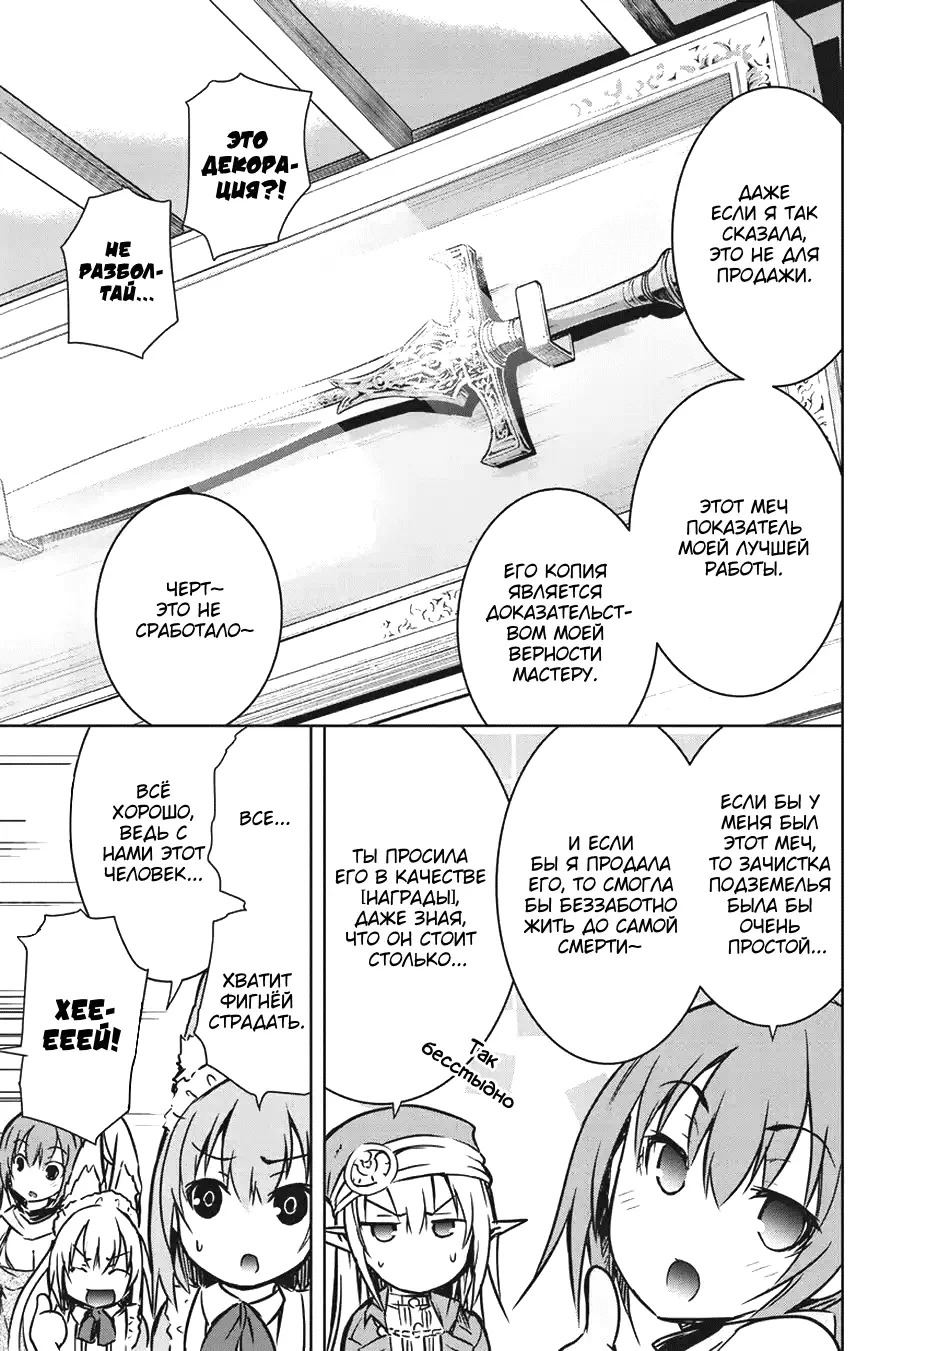 ДАЖЕ
ЕСЛИ Я ТАК
СКАЗАЛА,
ЭТО НЕ ДЛЯ
ПРОДАЖИ.
ЭТО
ДЕКОРА-
ЦИЯ?!
НЕ
РАЗБОЛ-
ТАЙ...
ЭТОТ МЕЧ
ПОКАЗАТЕЛЬ
МОЕЙ ЛУЧШЕЙ
РАБОТЫ.
ЕГО КОПИЯ
ЯВЛЯЕТСЯ
ДОКАЗАТЕЛЬСТ-
ВОМ МОЕЙ
ВЕРНОСТИ
МАСТЕРУ.
ЧЕРТ~
ЭТО НЕ
СРАБОТАЛО~
ЕСЛИ БЫ У
МЕНЯ БЫЛ
ЭТОТ МЕЧ,
ТО ЗАЧИСТКА
ПОДЗЕМЕЛЬЯ
БЫЛА БЫ
ОЧЕНЬ
ПРОСТОЙ...
И ЕСЛИ
БЫ Я ПРОДАЛА
ЕГО, ТО СМОГЛА
БЫ БЕЗЗАБОТНО
ЖИТЬ ДО САМОЙ
СМЕРТИ~
ТЫ ПРОСИЛА
ЕГО В КАЧЕСТВЕ
[НАГРАДЫ],
ДАЖЕ ЗНАЯ,
ЧТО ОН СТОИТ
СТОЛЬКО...
Так
бесстыдно
ВСЕ...
ХВАТИТ
ФИГНЁЙ
СТРАДАТЬ.
ВСЁ
ХОРОШО,
ВЕДЬ С
НАМИ ЭТОТ
ЧЕЛОВЕК...
ХЕЕ-
ЕЕЕЙ!